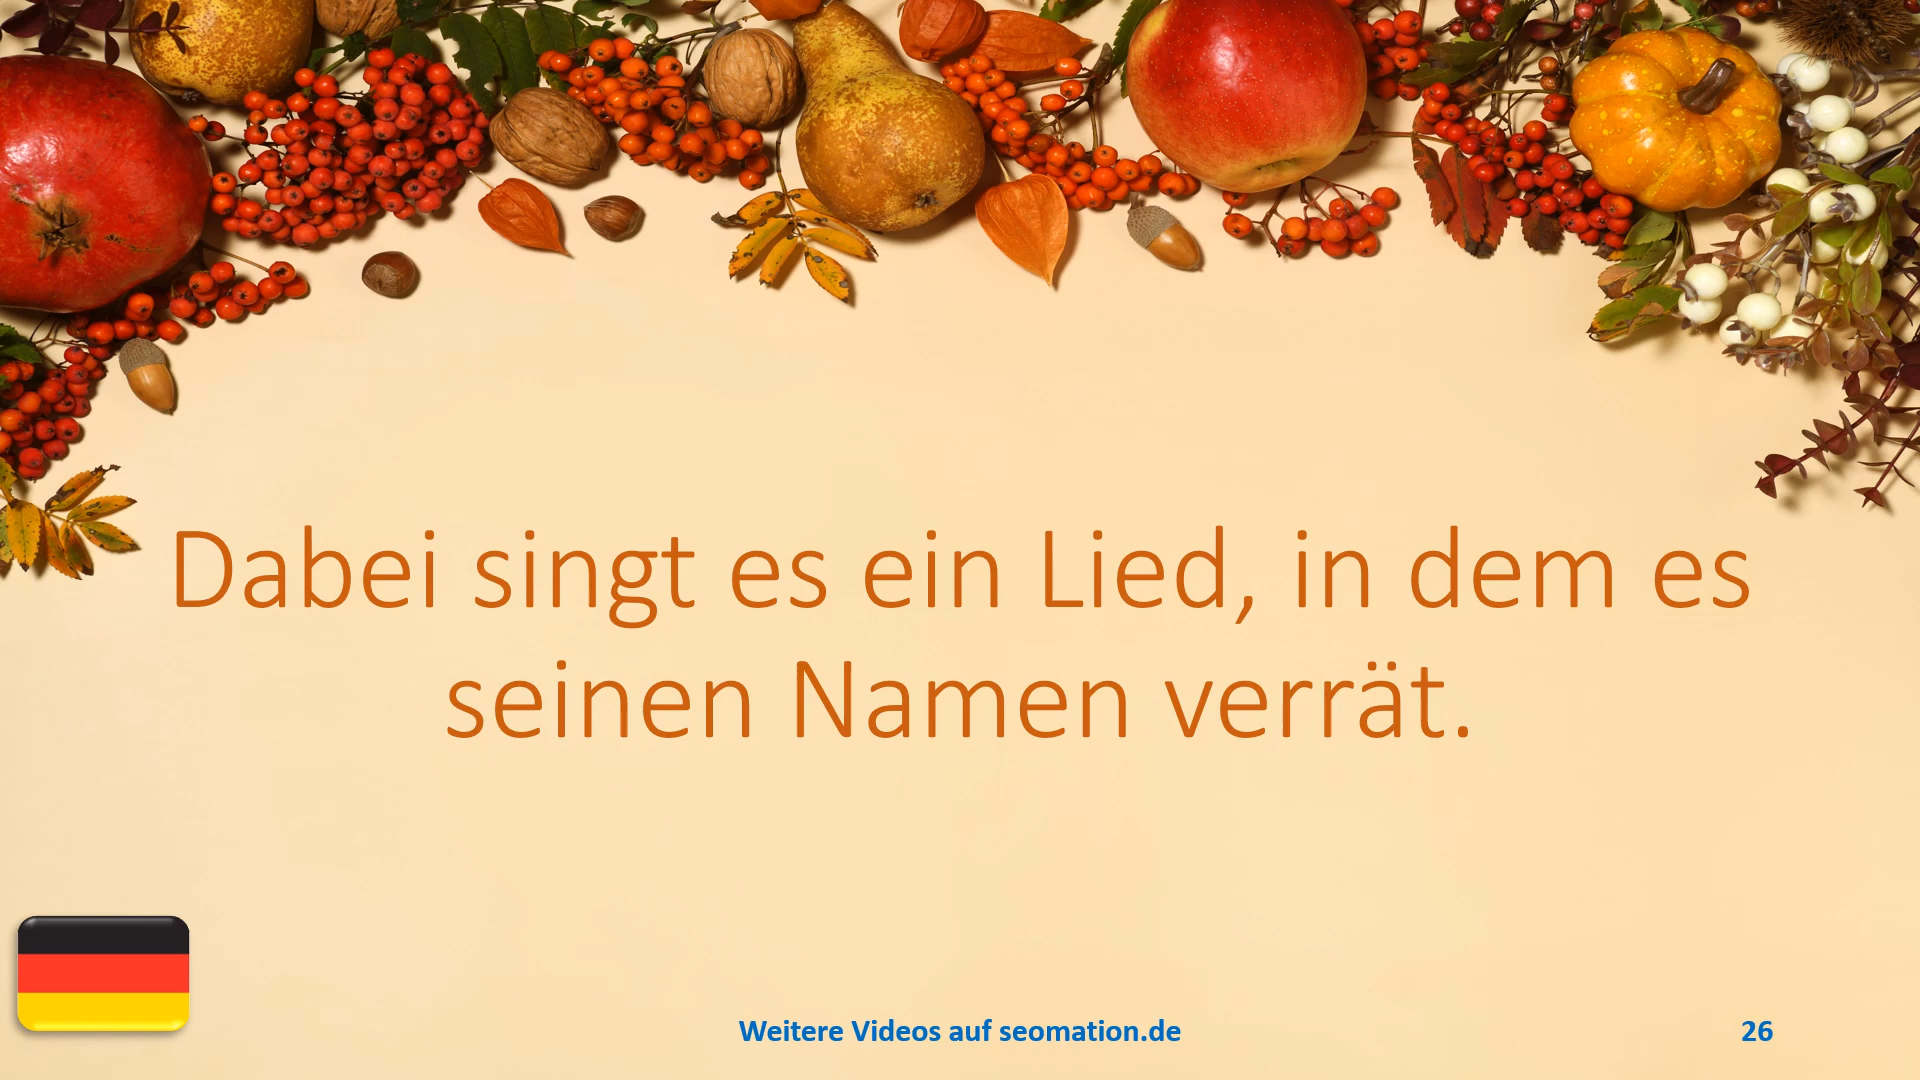 Dabei singt es ein Lied, in dem es
seinen Namen verrät.
Weitere Videos auf seomation.de
26